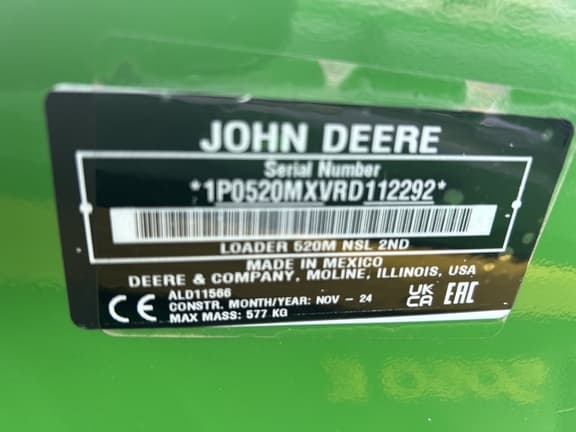 JOHN DEERE
Serial Number
*1P0520MXVRD112292*
LOADER 520M NSL 2ND
MADE IN MEXICO
DEERE & COMPANY, MOLINE, ILLINOIS, USA
ALD11566
CONSTR. MONTH/YEAR: NOV - 24
MAX MASS: 577 KG
CE
UK
CA
EAC